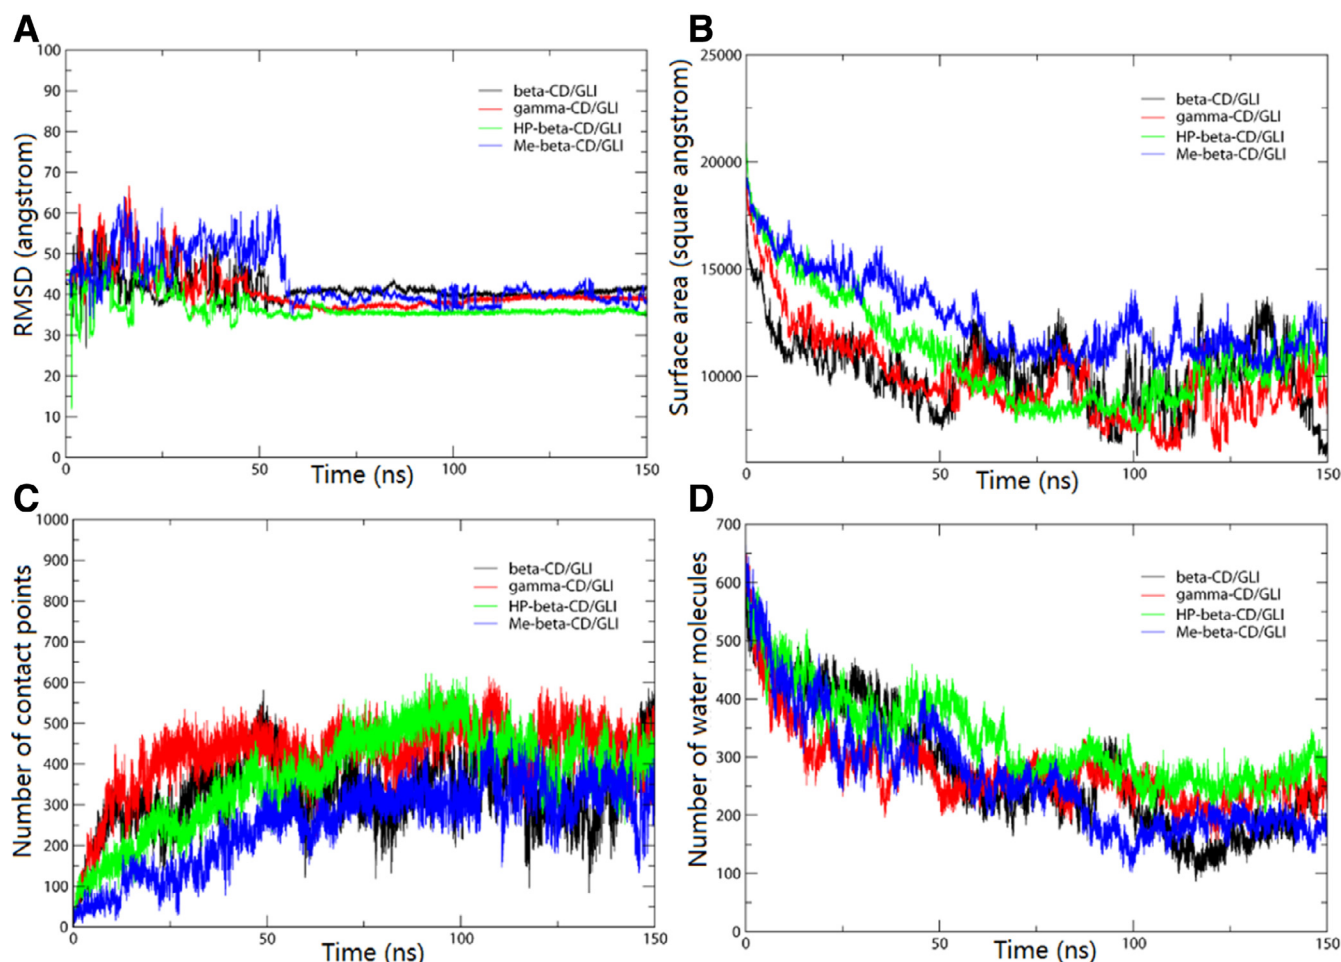 A
100
90
80
70
60
50
40
30
20
10
0
RMSD (angstrom)
beta-CD/GLI
gamma-CD/GLI
HP-beta-CD/GLI
Me-beta-CD/GLI
0
50
100
150
Time (ns)
B
25000
20000
15000
10000
Surface area (square angstrom)
beta-CD/GLI
gamma-CD/GLI
HP-beta-CD/GLI
Me-beta-CD/GLI
0
50
100
150
Time (ns)
C
1000
900
800
700
600
500
400
300
200
100
0
Number of contact points
beta-CD/GLI
gamma-CD/GLI
HP-beta-CD/GLI
Me-beta-CD/GLI
0
50
100
150
Time (ns)
D
700
600
500
400
300
200
100
0
Number of water molecules
beta-CD/GLI
gamma-CD/GLI
HP-beta-CD/GLI
Me-beta-CD/GLI
0
50
100
150
Time (ns)